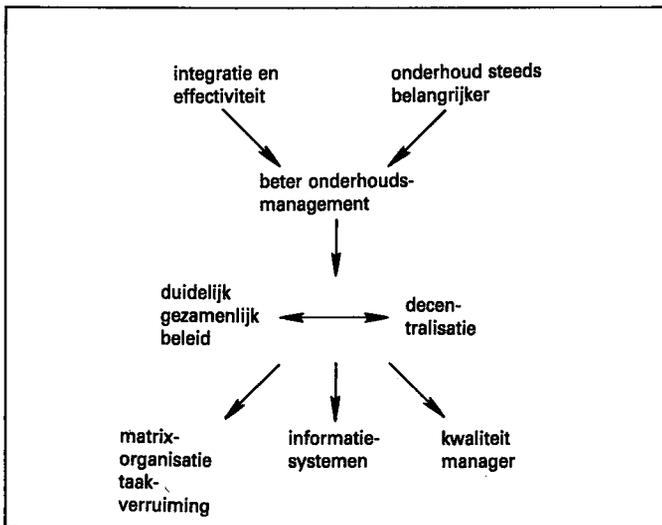 integratie en
effectiviteit
onderhoud steeds
belangrijker
beter onderhouds-
management
duidelijk
gezamenlijk
beleid
decen-
tralisatie
matrix-
organisatie
taak-
verruiming
informatie-
systemen
kwaliteit
manager